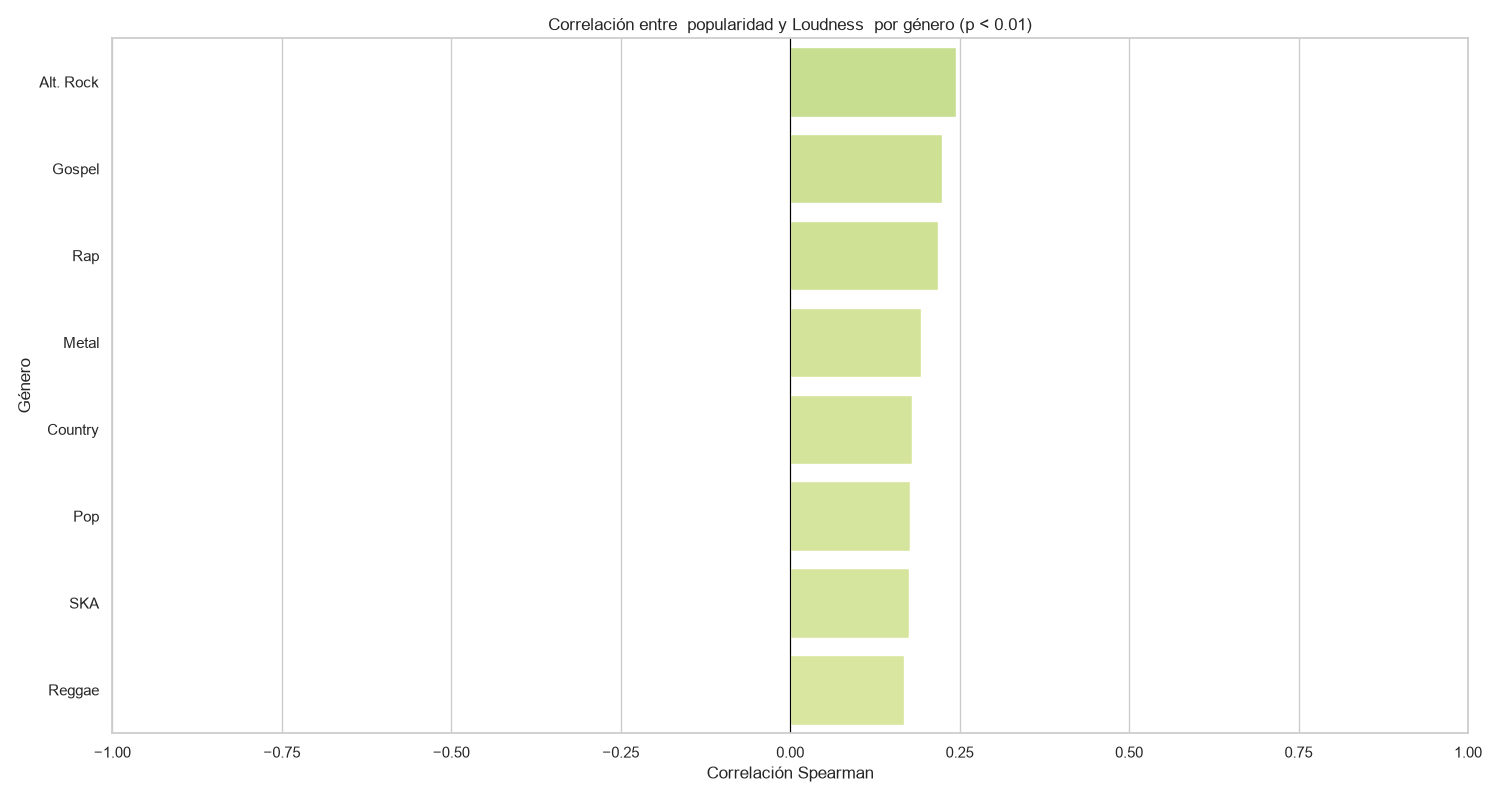 Correlación entre  popularidad y Loudness  por género (p < 0.01)
Género
Alt. Rock
Gospel
Rap
Metal
Country
Pop
SKA
Reggae
−1.00 −0.75 −0.50 −0.25 0.00 0.25 0.50 0.75 1.00
Correlación Spearman